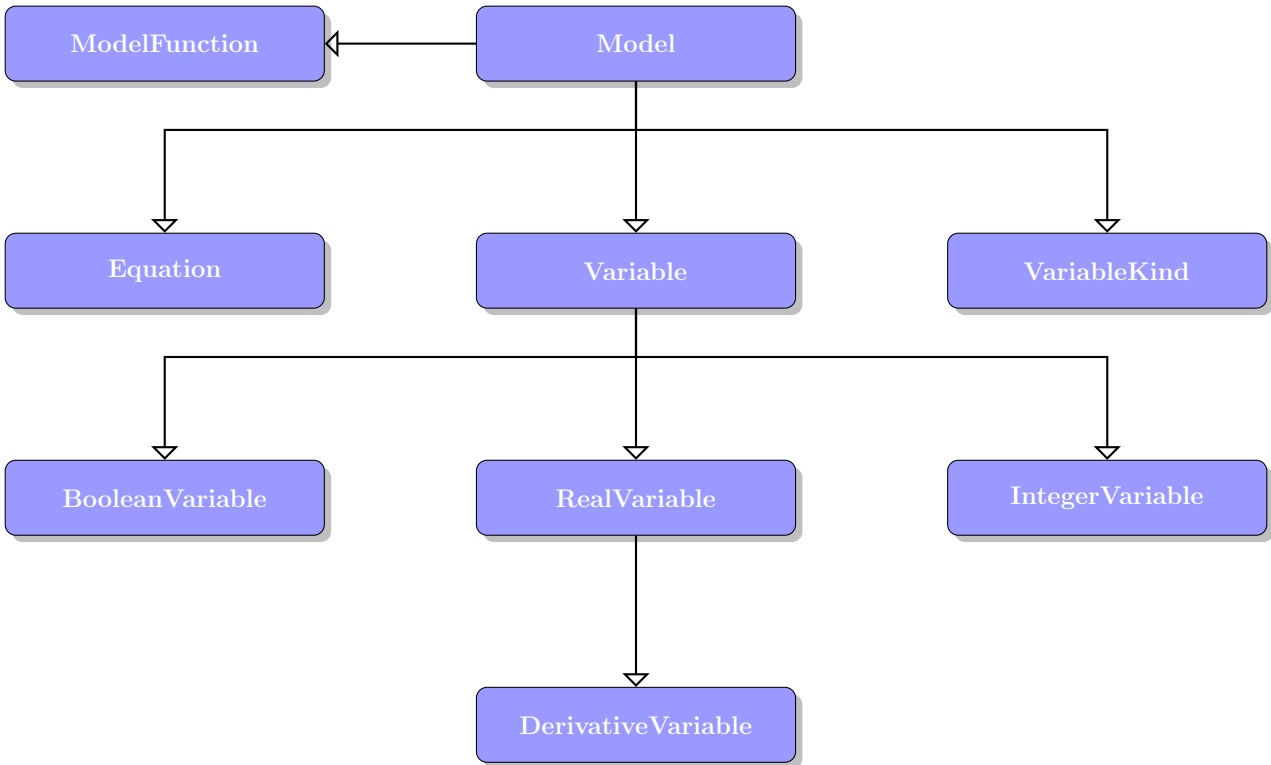 ModelFunction
Model
Equation
Variable
VariableKind
BooleanVariable
RealVariable
IntegerVariable
DerivativeVariable